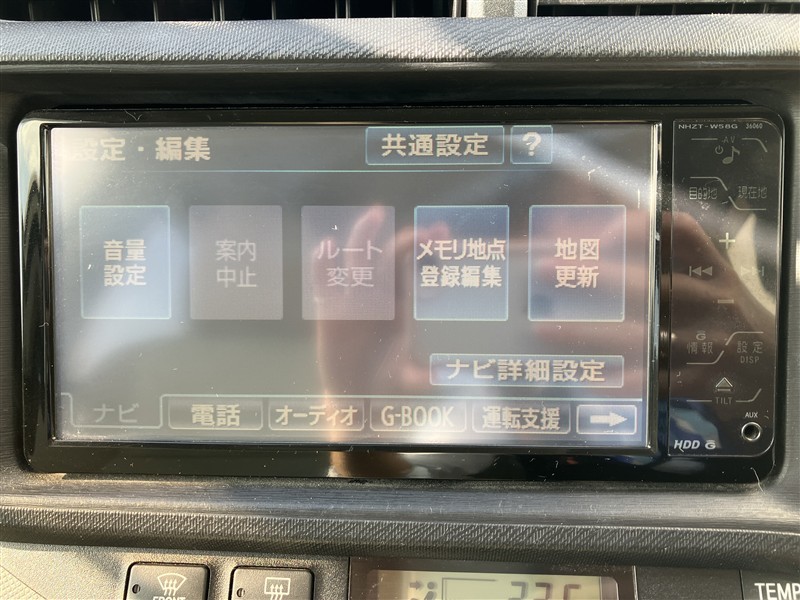 NHZT-W58G 36060
設定・編集
共通設定
?
音量
設定
案内
中止
ルート
変更
メモリ地点
登録編集
地図
更新
ナビ詳細設定
ナビ
電話
オーディオ
G-BOOK
運転支援
AV
目的地
現在地
G
情報
設定
DISP
TILT
AUX
HDD
FRONT
TEMP